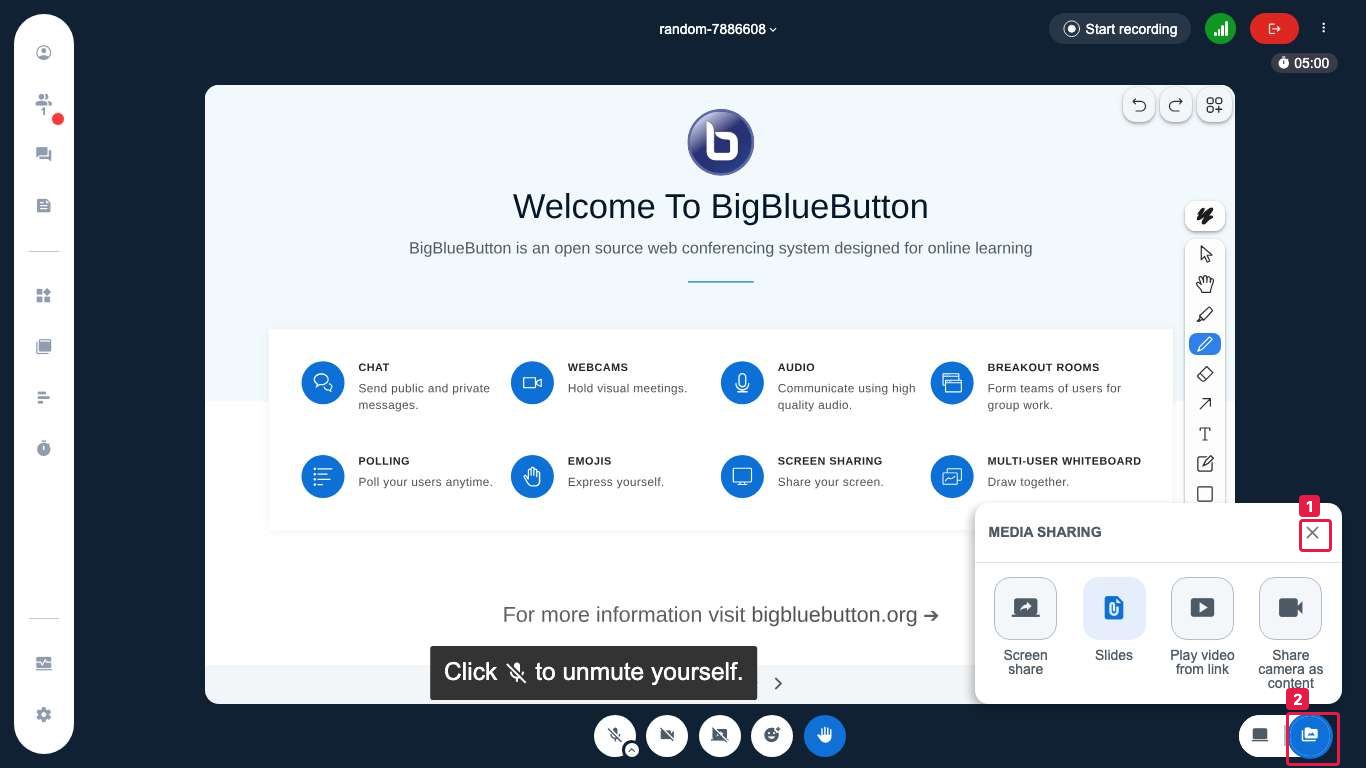 random-7886608
Start recording
05:00
1
Welcome To BigBlueButton
BigBlueButton is an open source web conferencing system designed for online learning
CHAT
Send public and private
messages.
WEBCAMS
Hold visual meetings.
AUDIO
Communicate using high
quality audio.
BREAKOUT ROOMS
Form teams of users for
group work.
POLLING
Poll your users anytime.
EMOJIS
Express yourself.
SCREEN SHARING
Share your screen.
MULTI-USER WHITEBOARD
Draw together.
1
MEDIA SHARING
Screen
share
Slides
Play video
from link
Share
camera as
content
For more information visit bigbluebutton.org ➔
Click to unmute yourself.
2